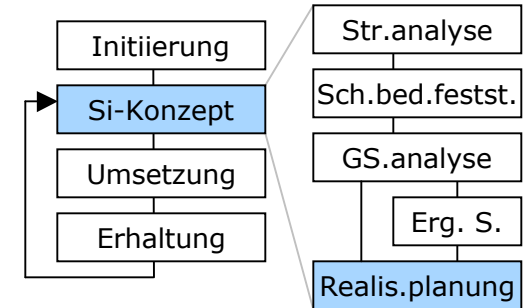 Initiierung
Si-Konzept
Umsetzung
Erhaltung
Str.analyse
Sch.bed.festst.
GS.analyse
Erg. S.
Realis.planung